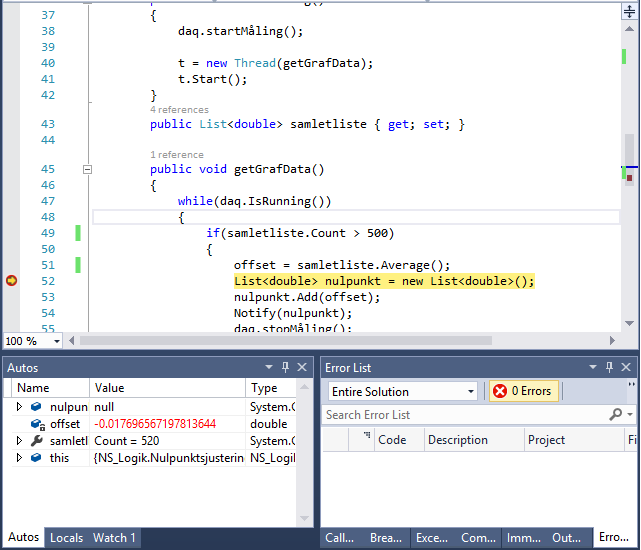 37 {
38 daq.startMåling();
39
40 t = new Thread(getGrafData);
41 t.Start();
42 }
4 references
43 public List<double> samletliste { get; set; }
44
1 reference
45 public void getGrafData()
46 {
47 while(daq.IsRunning())
48 {
49 if(samletliste.Count > 500)
50 {
51 offset = samletliste.Average();
52 List<double> nulpunkt = new List<double>();
53 nulpunkt.Add(offset);
54 Notify(nulpunkt);
55 daq.stopMåling();
100 %
Autos
Name Value Type
nulpun null System.C
offset -0.017696567197813644 double
samletl Count = 520 System.C
this {NS_Logik.Nulpunktsjusterin NS_Logi
Autos Locals Watch 1
Error List
Entire Solution 0 Errors
Search Error List
Code Description Project Fi
Call... Brea... Exce... Com... Imm... Out... Erro...